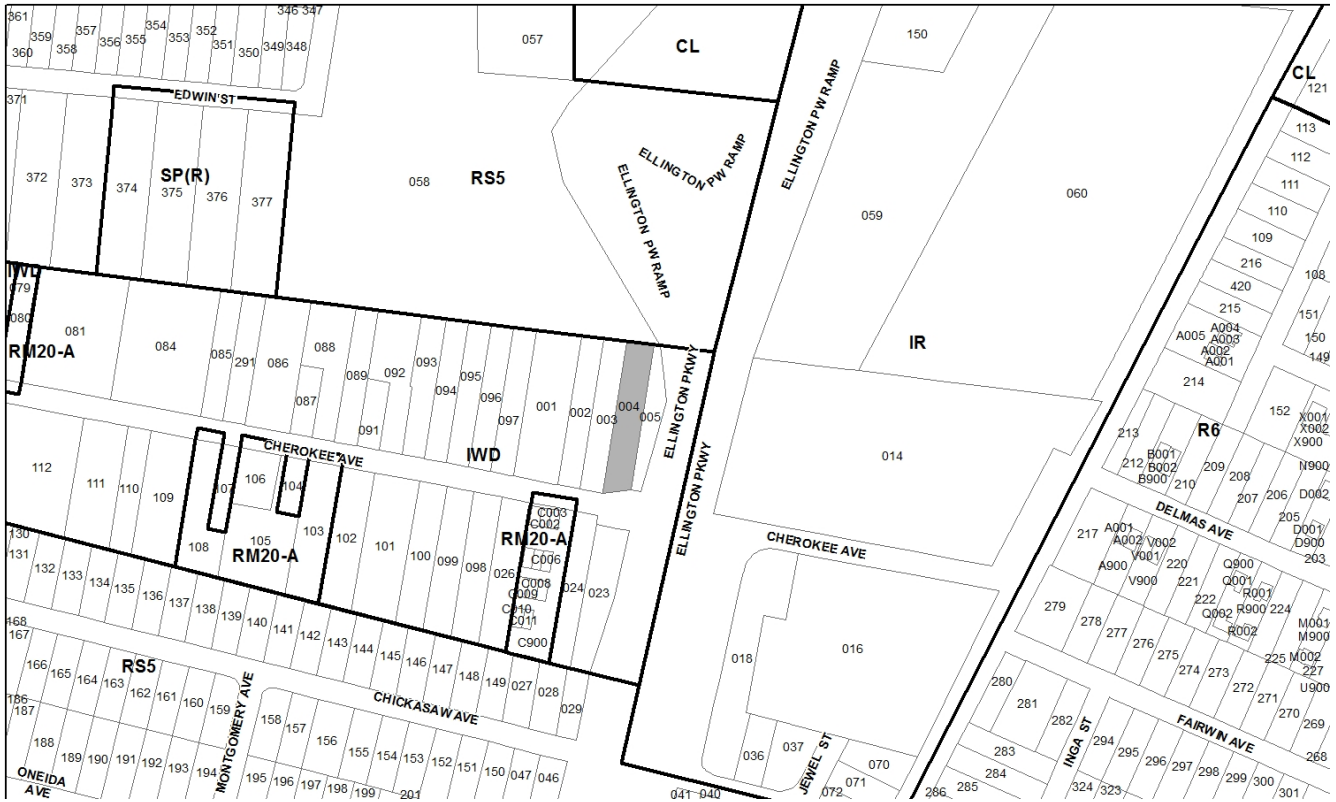 361
359
360
358
357
356
355
354
353
352
351
350
349
348
346
347
057
CL
150
ELLINGTON PW RAMP
CL
121
371
EDWIN ST
372
373
374
SP(R)
375
376
377
058
RS5
ELLINGTON PW RAMP
ELLINGTON PW RAMP
059
060
113
112
111
110
109
216
420
215
108
151
150
149
A005
A004
A003
A002
A001
214
IWD
079
080
RM20-A
081
084
085
291
086
088
087
089
091
092
093
094
095
096
097
001
002
003
004
005
ELLINGTON PKWY
ELLINGTON PKWY
IR
014
CHEROKEE AVE
IWD
152
X001
X002
X900
R6
213
212
B001
B002
B900
210
209
208
207
206
205
N900
D002
D001
D900
203
DELMAS AVE
112
111
110
109
108
107
106
105
104
103
RM20-A
102
101
100
099
098
026
RM20-A
C003
C002
C006
C008
C009
C010
C011
C900
024
023
CHEROKEE AVE
018
016
217
A001
A002
A900
V002
V001
V900
220
221
222
Q900
Q001
Q002
R001
R900
R002
224
225
M001
M900
M002
227
U900
130
131
132
133
134
135
136
137
138
139
140
141
142
143
144
145
146
147
148
149
027
028
029
468
167
166
165
164
163
162
161
160
159
RS5
MONTGOMERY AVE
CHICKASAW AVE
158
157
156
155
154
153
152
151
150
047
046
186
187
188
189
190
191
192
193
194
195
196
197
198
199
201
ONEIDA
AVE
036
037
JEWEL ST
070
071
072
041
040
279
278
277
276
275
274
273
272
271
270
269
268
280
281
282
283
284
285
286
INGA ST
FAIRWIN AVE
294
295
296
297
298
299
300
301
324
323